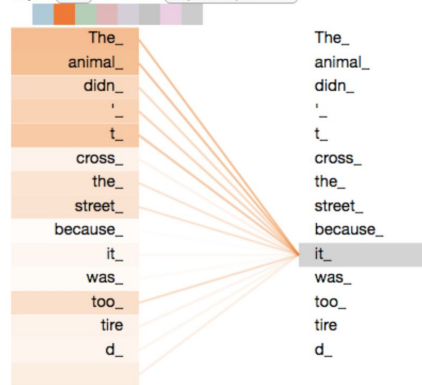 The_ The_
animal_ animal_
didn_ didn_
'_ '_
t_ t_
cross_ cross_
the_ the_
street_ street_
because_ because_
it_ it_
was_ was_
too_ too_
tire tire
d_ d_